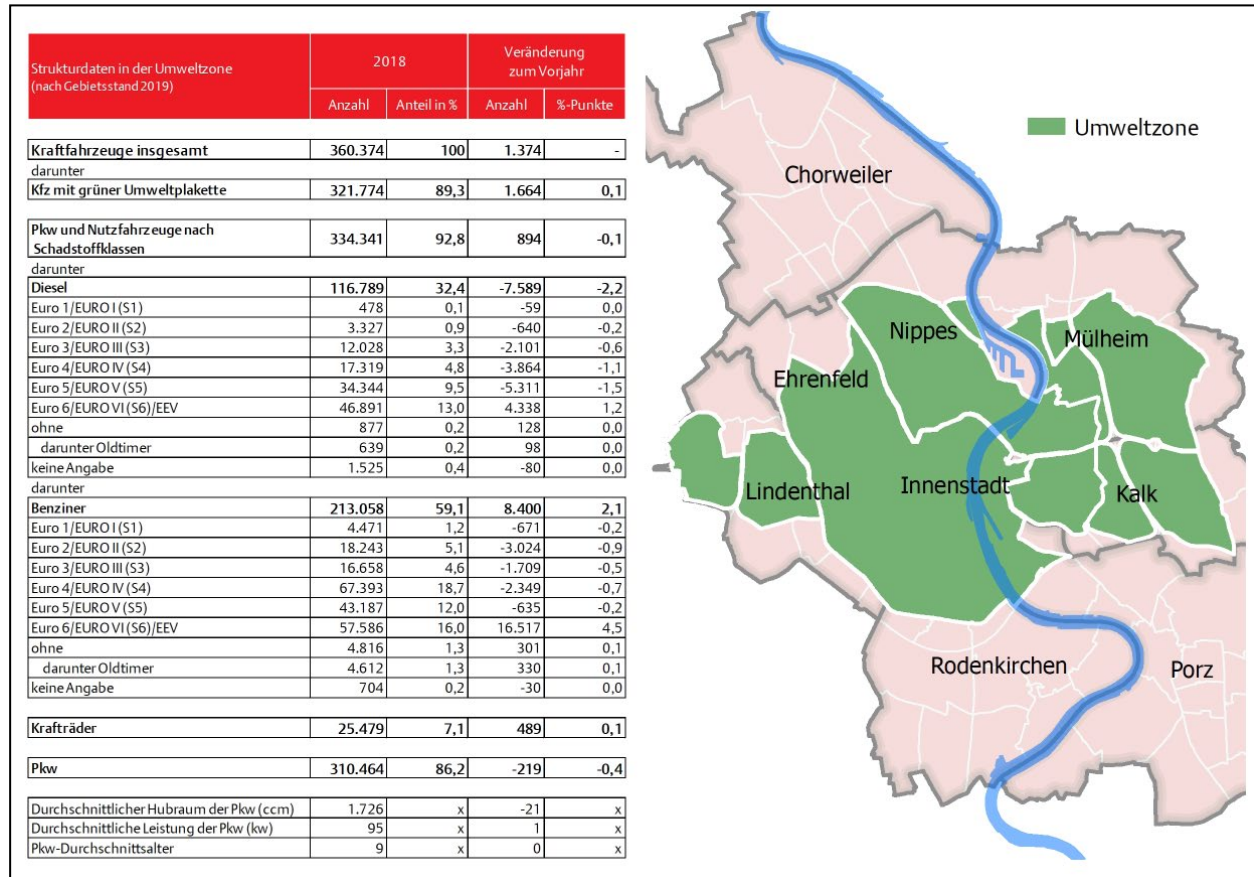 Strukturdaten in der Umweltzone
(nach Gebietsstand 2019)
2018
Veränderung
zum Vorjahr
Anzahl Anteil in % Anzahl %-Punkte
Kraftfahrzeuge insgesamt 360.374 100 1.374 -
darunter
Kfz mit grüner Umweltplakette 321.774 89,3 1.664 0,1
Pkw und Nutzfahrzeuge nach
Schadstoffklassen 334.341 92,8 894 -0,1
darunter
Diesel 116.789 32,4 -7.589 -2,2
Euro 1/EURO I (S1) 478 0,1 -59 0,0
Euro 2/EURO II (S2) 3.327 0,9 -640 -0,2
Euro 3/EURO III (S3) 12.028 3,3 -2.101 -0,6
Euro 4/EURO IV (S4) 17.319 4,8 -3.864 -1,1
Euro 5/EURO V (S5) 34.344 9,5 -5.311 -1,5
Euro 6/EURO VI (S6)/EEV 46.891 13,0 4.338 1,2
ohne 877 0,2 128 0,0
darunter Oldtimer 639 0,2 98 0,0
keine Angabe 1.525 0,4 -80 0,0
darunter
Benziner 213.058 59,1 8.400 2,1
Euro 1/EURO I (S1) 4.471 1,2 -671 -0,2
Euro 2/EURO II (S2) 18.243 5,1 -3.024 -0,9
Euro 3/EURO III (S3) 16.658 4,6 -1.709 -0,5
Euro 4/EURO IV (S4) 67.393 18,7 -2.349 -0,7
Euro 5/EURO V (S5) 43.187 12,0 -635 -0,2
Euro 6/EURO VI (S6)/EEV 57.586 16,0 16.517 4,5
ohne 4.816 1,3 301 0,1
darunter Oldtimer 4.612 1,3 330 0,1
keine Angabe 704 0,2 -30 0,0
Krafträder 25.479 7,1 489 0,1
Pkw 310.464 86,2 -219 -0,4
Durchschnittlicher Hubraum der Pkw (ccm) 1.726 x -21 x
Durchschnittliche Leistung der Pkw (kw) 95 x 1 x
Pkw-Durchschnittsalter 9 x 0 x
Umweltzone
Chorweiler
Nippes
Mülheim
Ehrenfeld
Lindenthal
Innenstadt
Kalk
Rodenkirchen
Porz